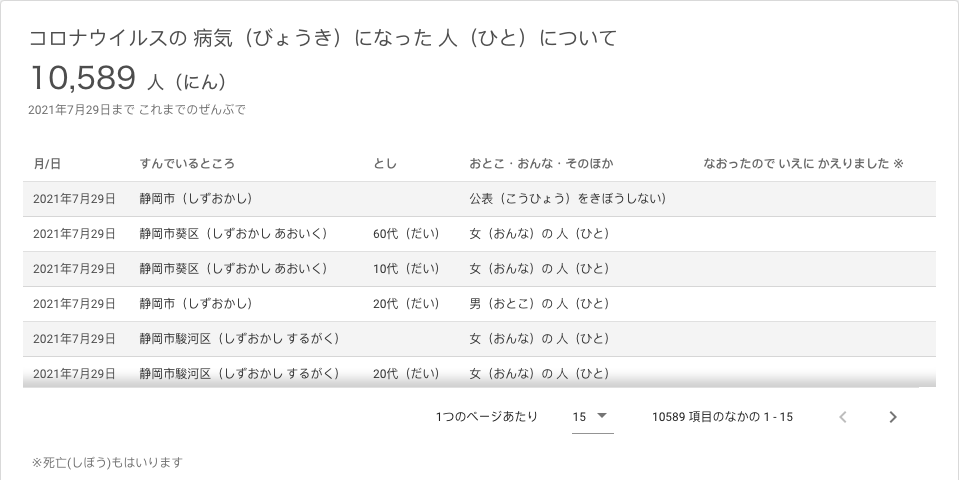 コロナウイルスの 病気（びょうき）になった 人（ひと）について
10,589 人（にん）
2021年7月29日まで これまでのぜんぶで
月/日 すんでいるところ とし おとこ・おんな・そのほか なおったので いえに かえりました ※
2021年7月29日 静岡市（しずおかし） 公表（こうひょう）をきぼうしない）
2021年7月29日 静岡市葵区（しずおかし あおいく） 60代（だい） 女（おんな）の 人（ひと）
2021年7月29日 静岡市葵区（しずおかし あおいく） 10代（だい） 女（おんな）の 人（ひと）
2021年7月29日 静岡市（しずおかし） 20代（だい） 男（おとこ）の 人（ひと）
2021年7月29日 静岡市駿河区（しずおかし するがく） 女（おんな）の 人（ひと）
2021年7月29日 静岡市駿河区（しずおかし するがく） 20代（だい） 女（おんな）の 人（ひと）
1つのページあたり 15 10589 項目のなかの 1 - 15
※死亡(しぼう)もはいります